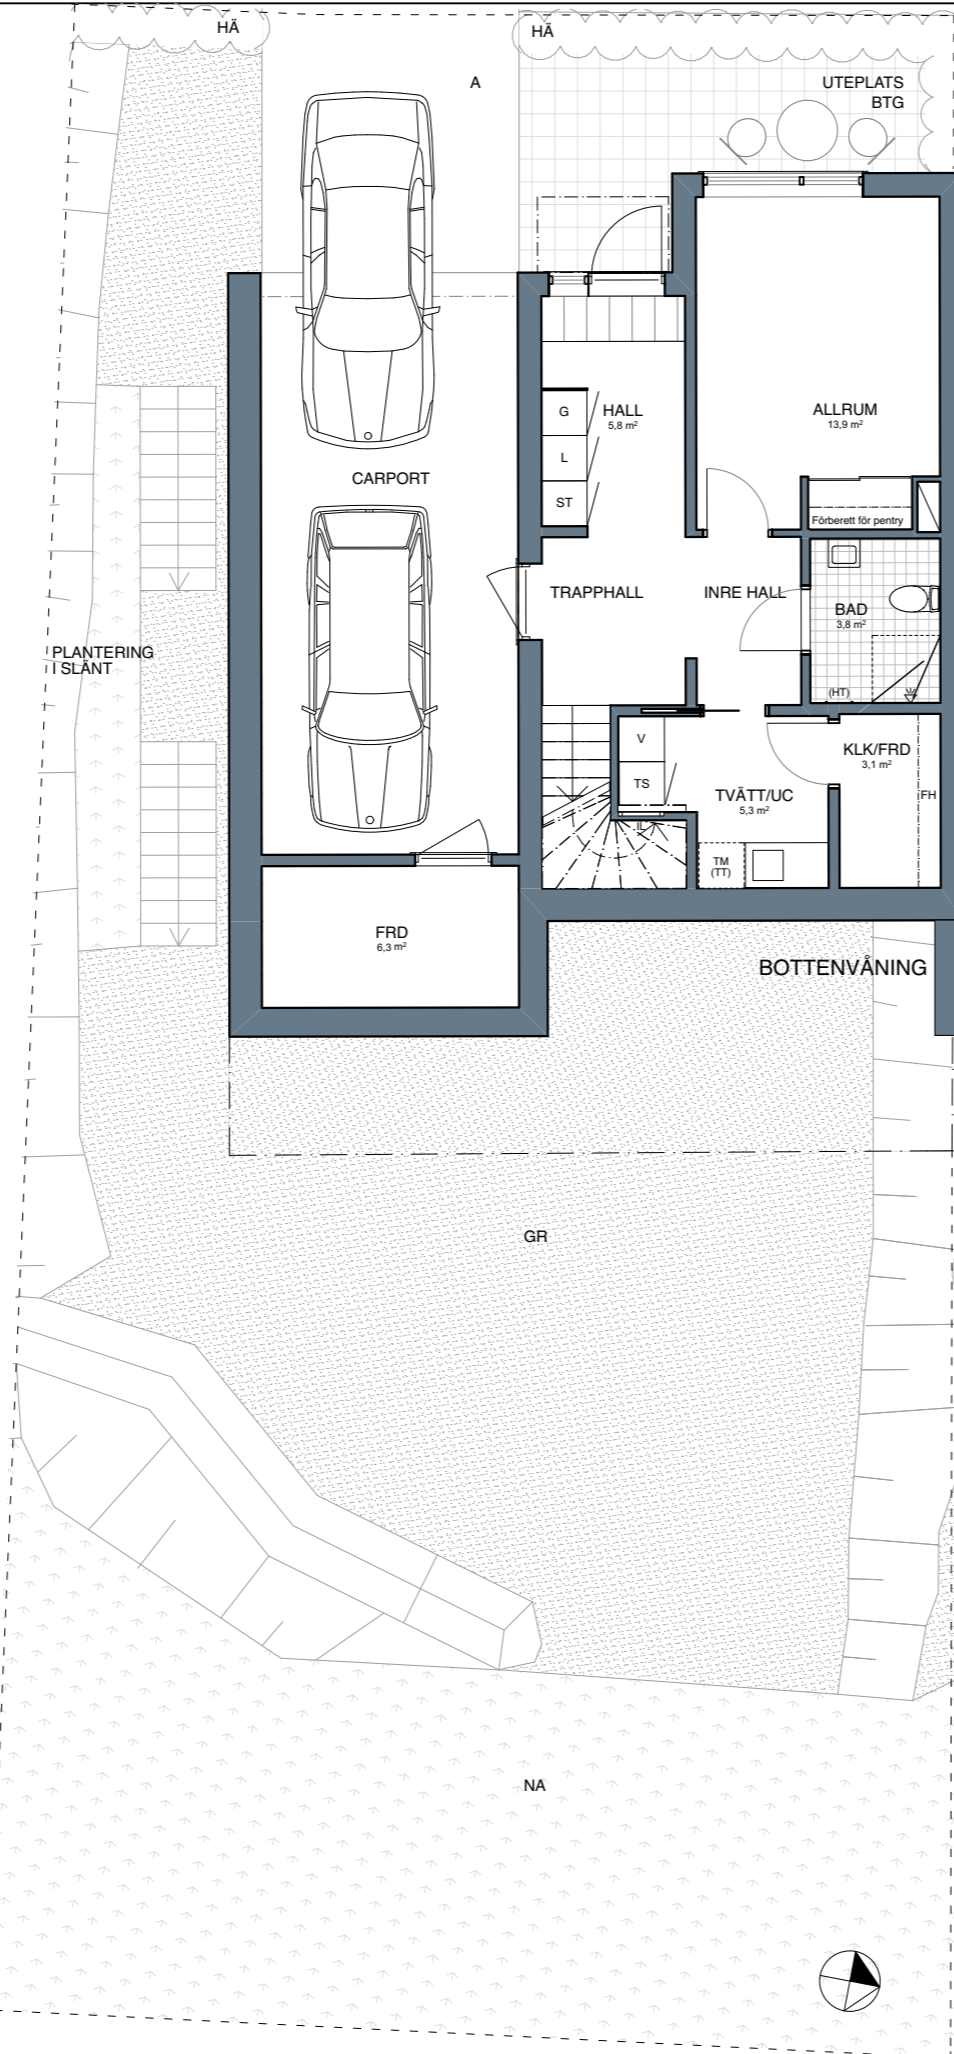 HÄ
HÄ
A
UTEPLATS
BTG
G
HALL
5,8 m²
ALLRUM
13,9 m²
L
CARPORT
ST
Förberett för pentry
TRAPPHALL
INRE HALL
BAD
3,8 m²
PLANTERING
I SLÄNT
(HT)
V
KLK/FRD
3,1 m²
TS
TVÄTT/UC
5,3 m²
FH
IL
TM
(TT)
FRD
6,3 m²
BOTTENVÅNING
GR
NA